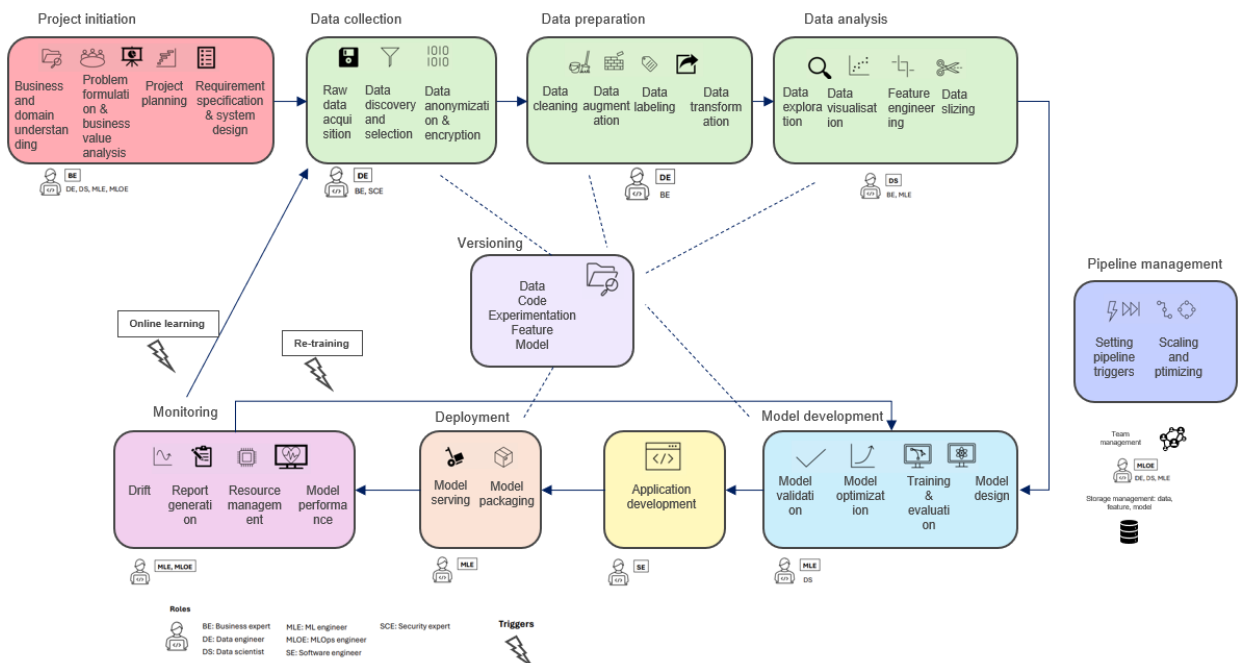 Project initiation
Data collection
Data preparation
Data analysis
Business
and
domain
understan
ding
Problem
formulati
on &
business
value
analysis
Project
planning
Requirement
specification
& system
design
1010
1010
Raw
data
acqui
sition
Data
discovery
and
selection
Data
anonymizati
on &
encryption
Data
cleaning
Data
augment
ation
Data
labeling
Data
transform
ation
Data
explora
tion
Data
visualisat
ion
Feature
engineer
ing
Data
slizing
BE
DE, DS, MLE, MLOE
DE
BE, SCE
DE
BE
DS
BE, MLE
Versioning
Data
Code
Experimentation
Feature
Model
Pipeline management
Setting
pipeline
triggers
Scaling
and
ptimizing
Online learning
Re-training
Monitoring
Deployment
Model development
Drift
Report
generat
ion
Resource
manage
ment
Model
performa
nce
Model
serving
Model
packaging
Application
development
Model
validati
on
Model
optimizat
ion
Training
&
evaluati
on
Model
design
MLE, MLOE
MLE
SE
MLE
DS
Team
management
MLOE
DE, DS, MLE
Storage management: data,
feature, model
Roles
BE: Business expert
DE: Data engineer
DS: Data scientist
MLE: ML engineer
MLOE: MLOps engineer
SE: Software engineer
SCE: Security expert
Triggers